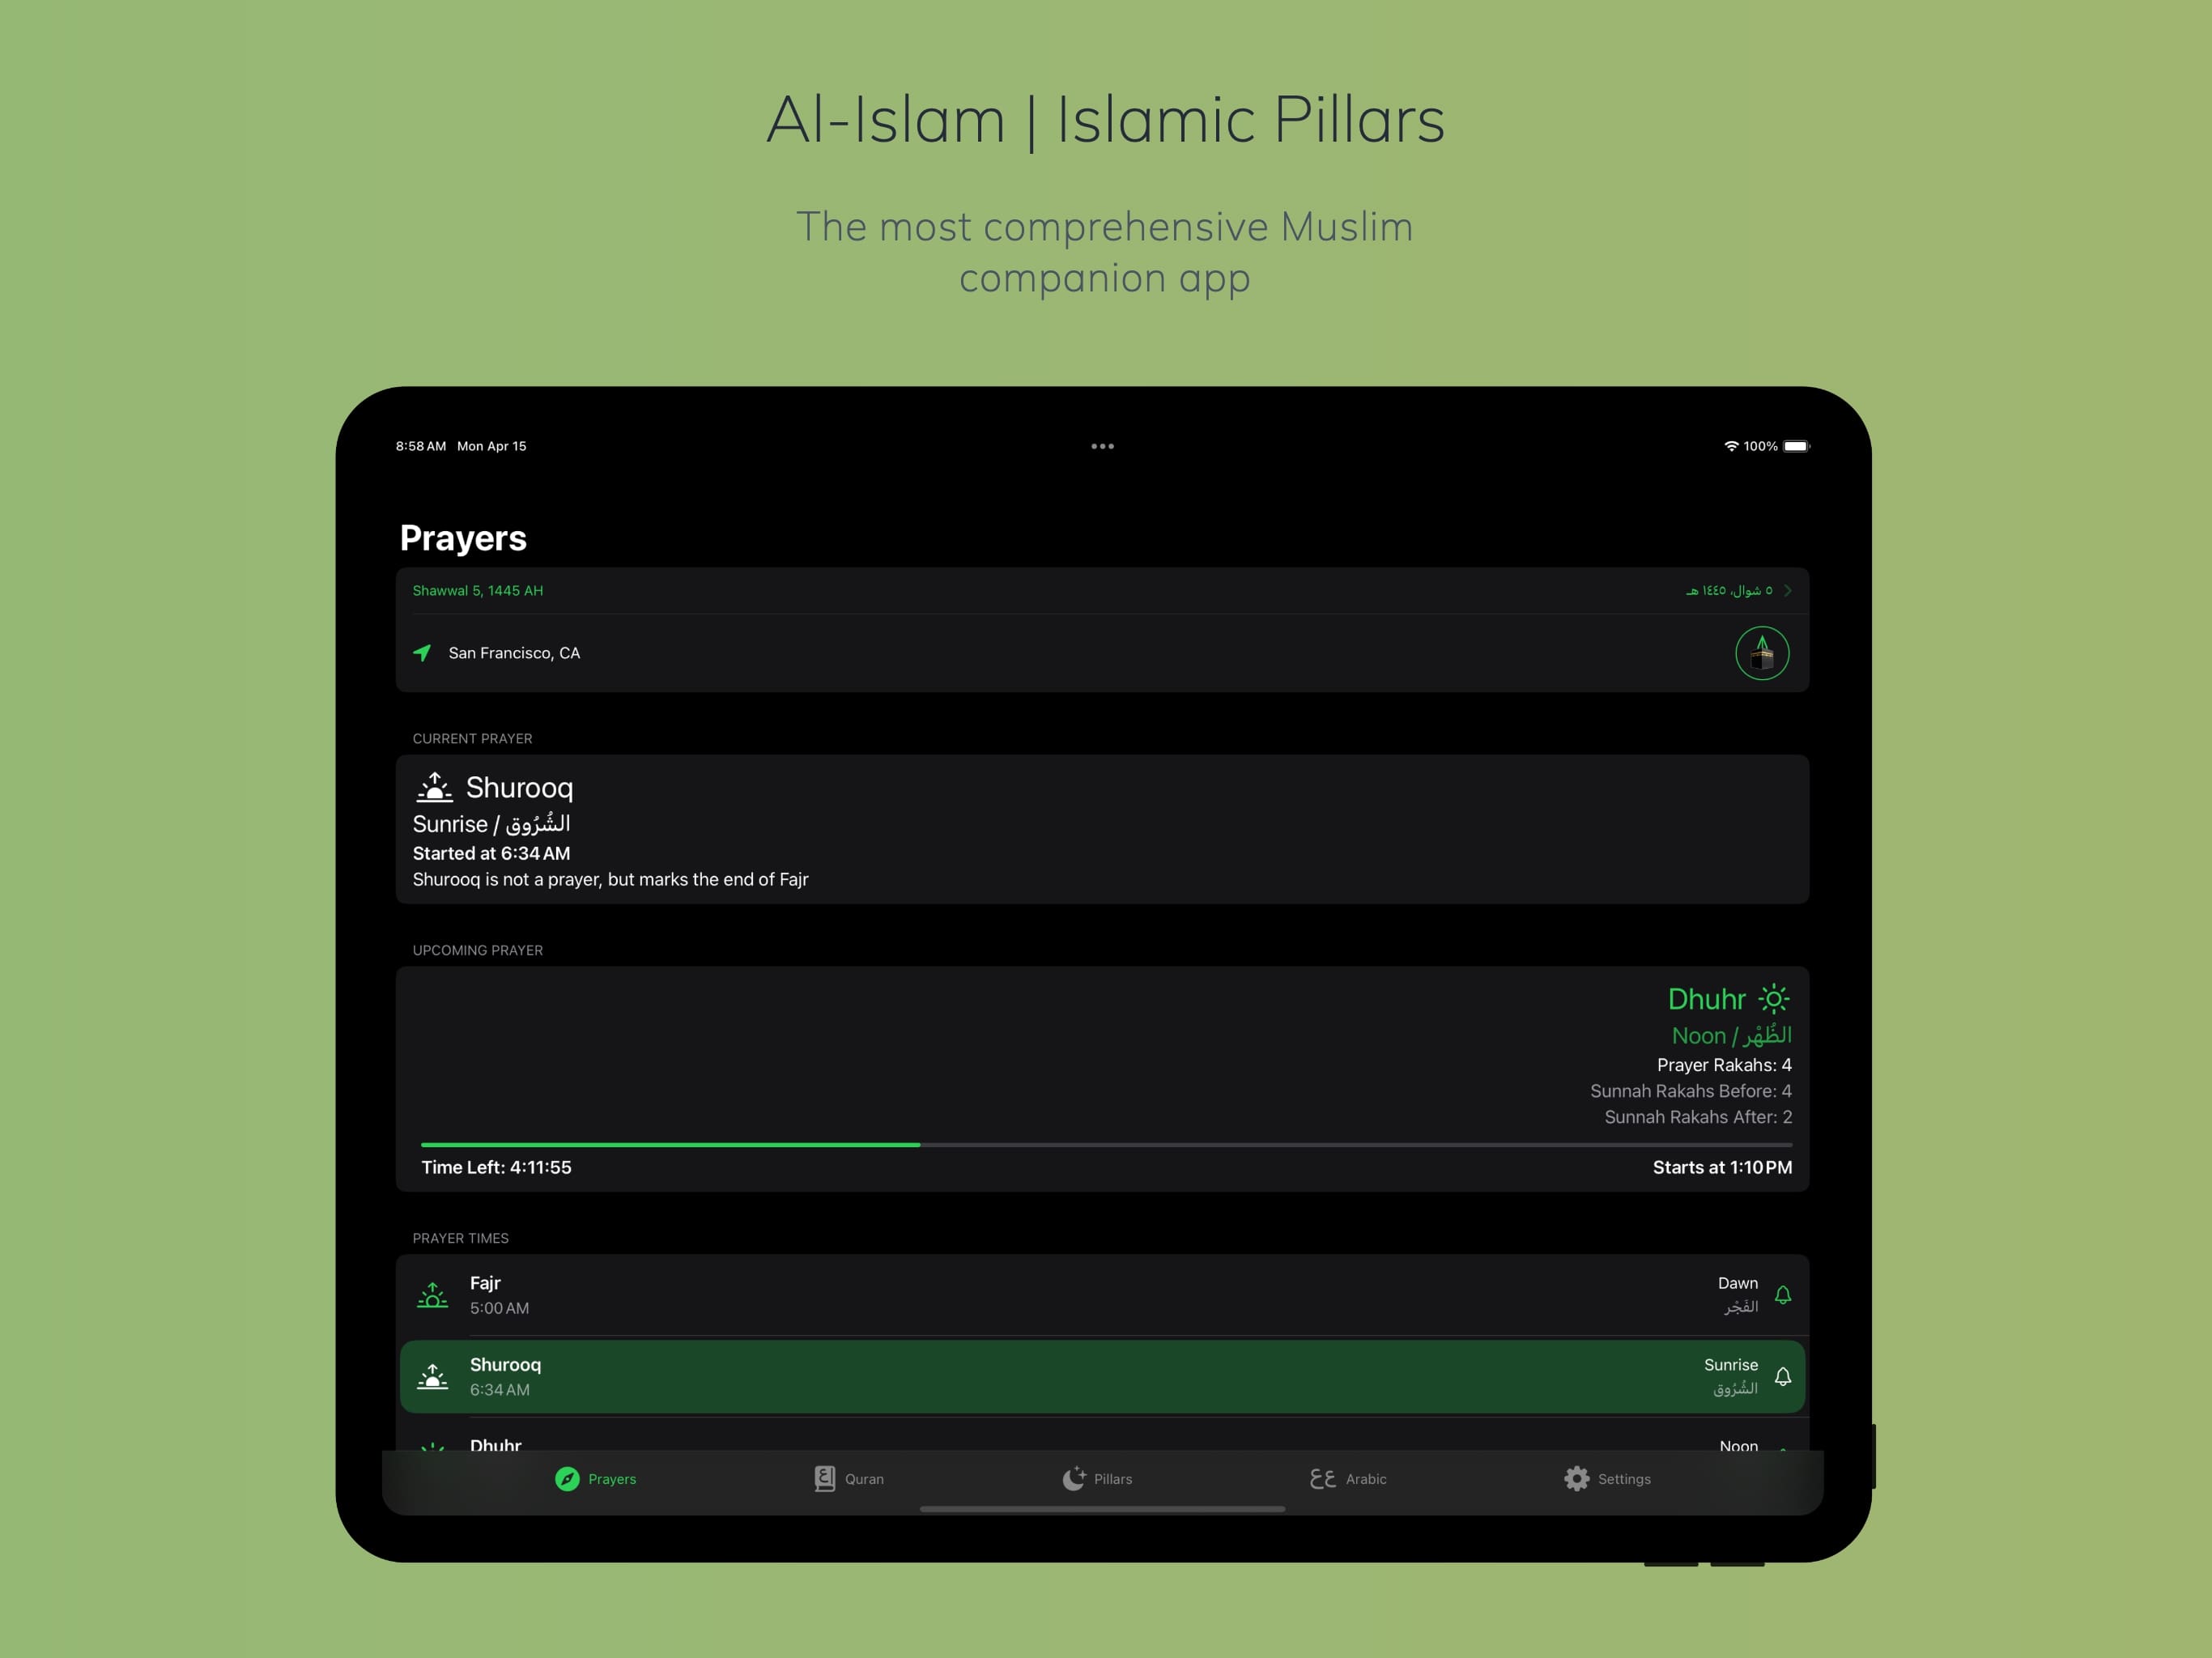 Al-Islam | Islamic Pillars
The most comprehensive Muslim
companion app
8:58 AM Mon Apr 15
100%
Prayers
Shawwal 5, 1445 AH
٥ شوال، ١٤٤٥ هـ
San Francisco, CA
CURRENT PRAYER
Shurooq
Sunrise / الشُرُوق
Started at 6:34 AM
Shurooq is not a prayer, but marks the end of Fajr
UPCOMING PRAYER
Dhuhr
Noon / الظُهْر
Prayer Rakahs: 4
Sunnah Rakahs Before: 4
Sunnah Rakahs After: 2
Time Left: 4:11:55
Starts at 1:10 PM
PRAYER TIMES
Fajr
Dawn
5:00 AM
الفَجْر
Shurooq
Sunrise
6:34 AM
الشُرُوق
Dhuhr
Noon
Prayers
Quran
Pillars
Arabic
Settings